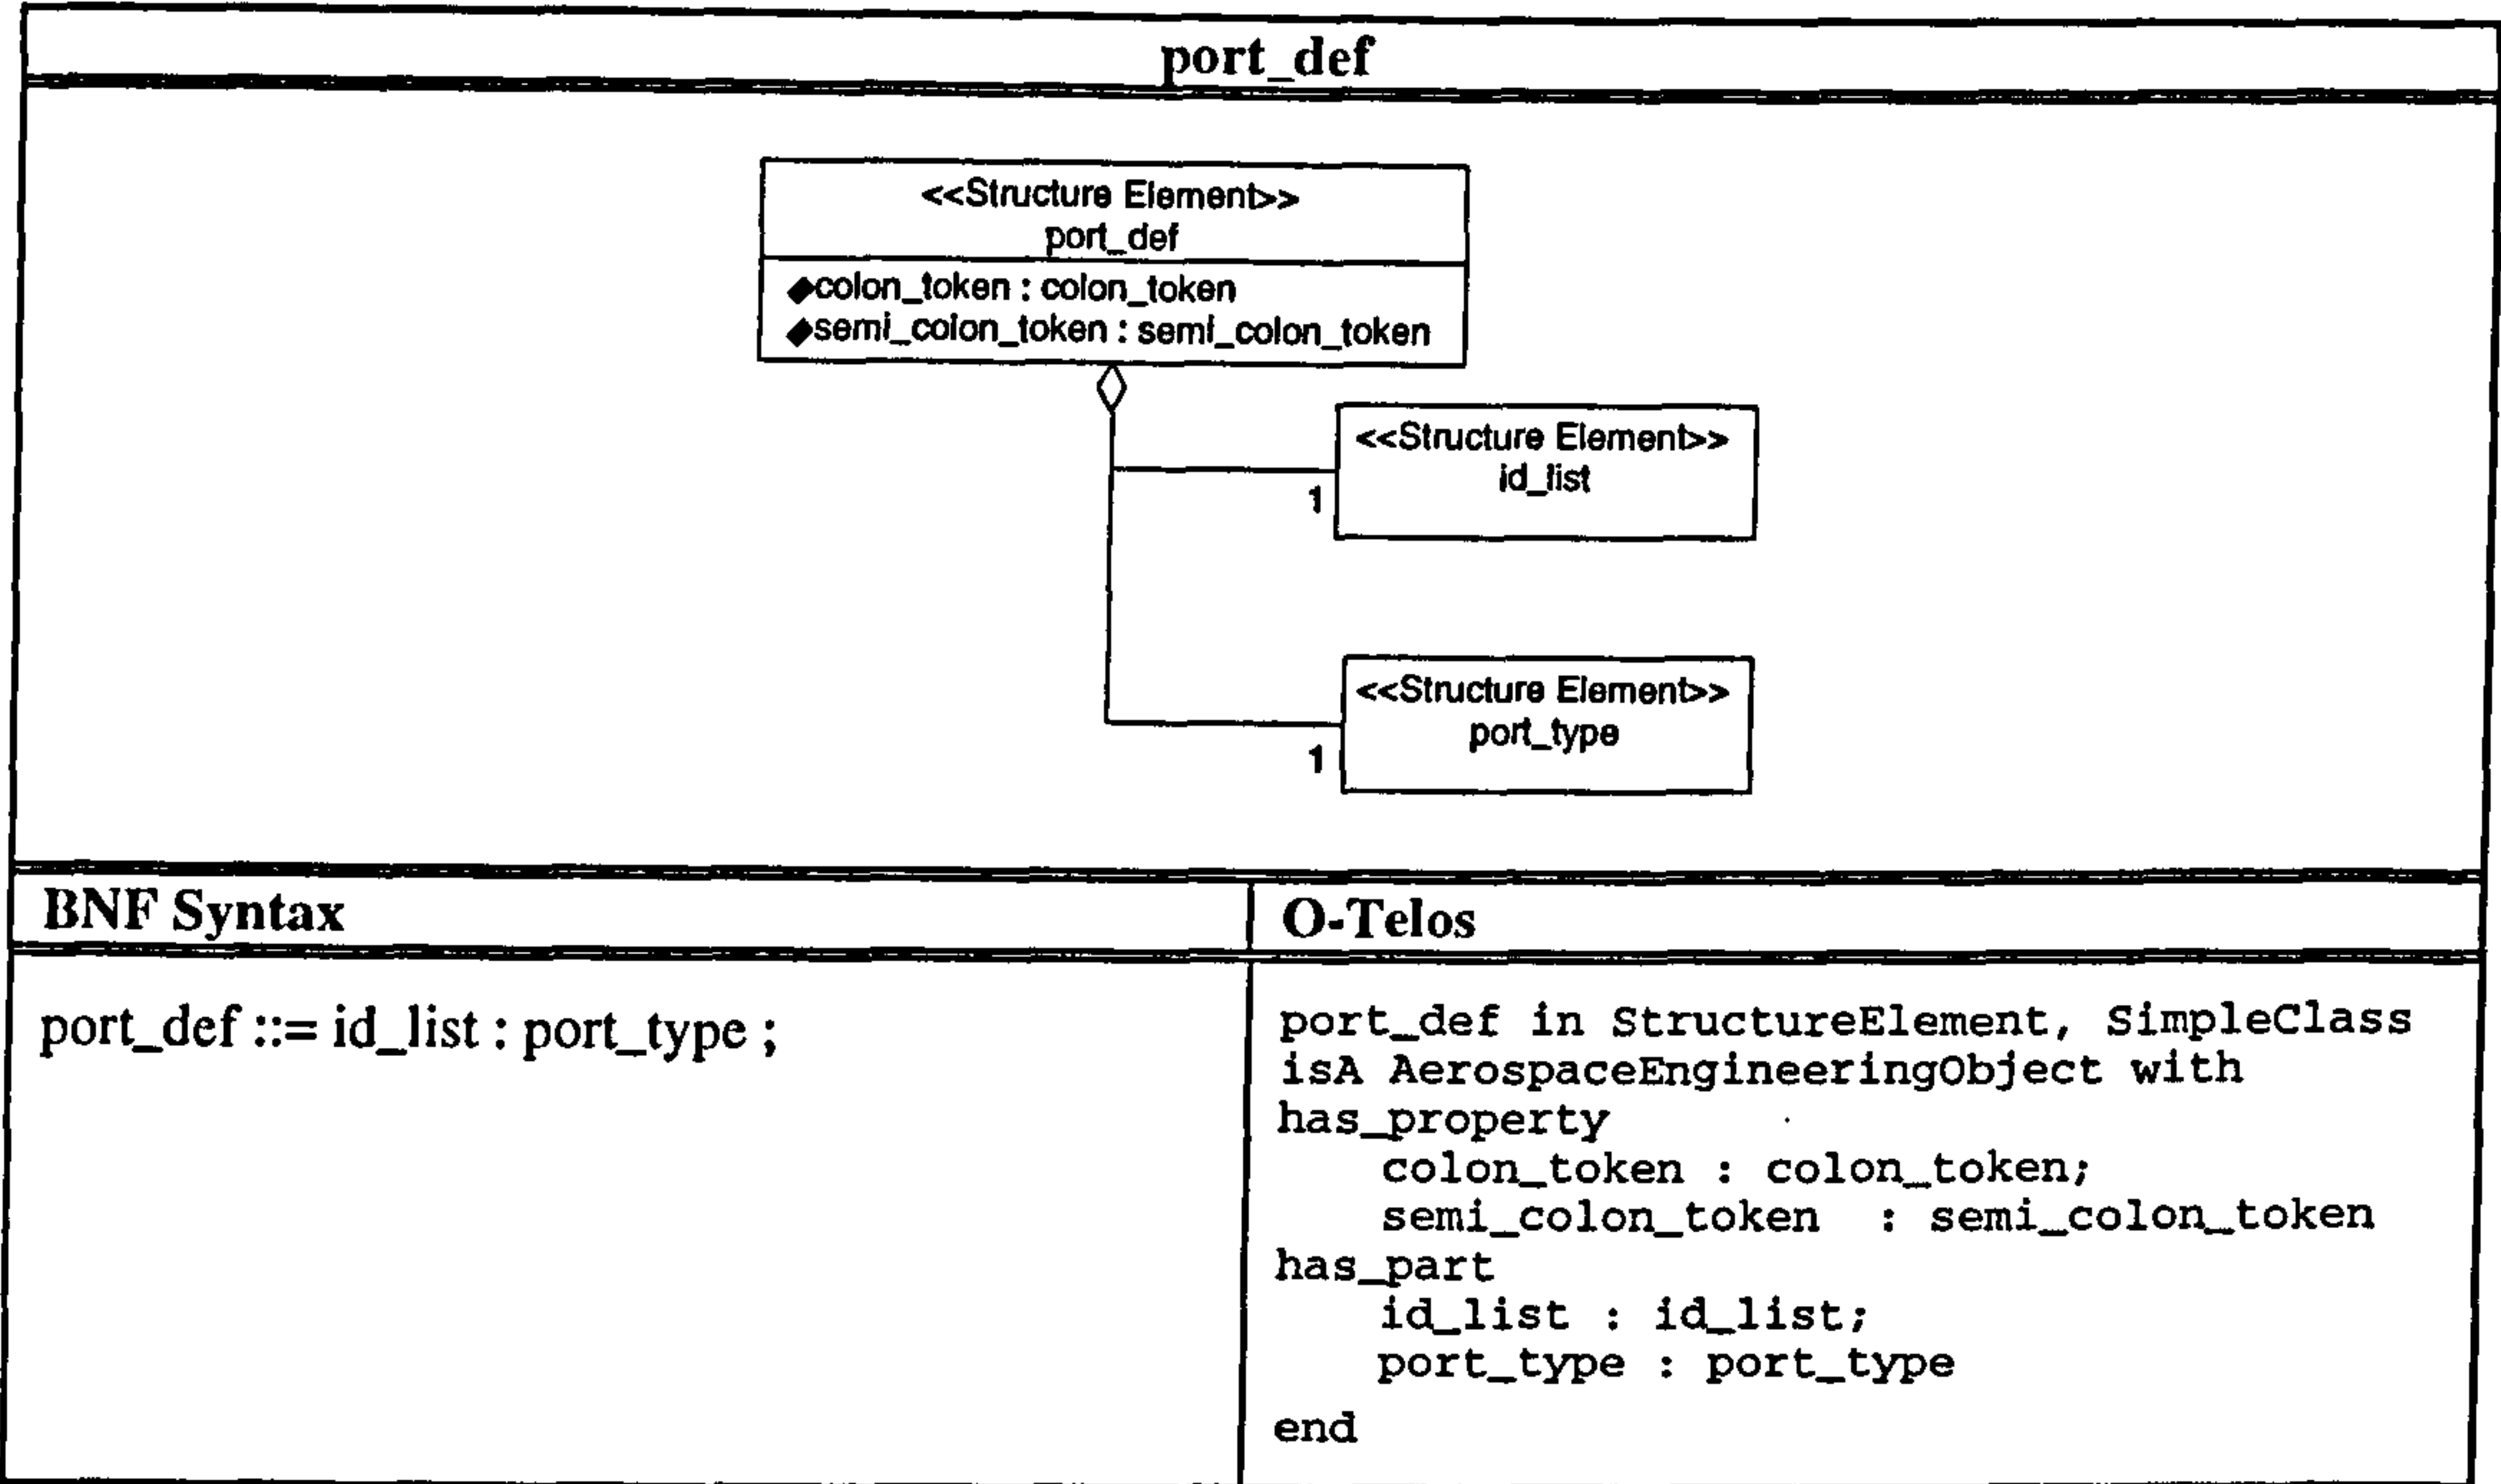 port_def
<<Structure Element>>
port_def
colon_token : colon_token
semi_colon_token : semi_colon_token
<<Structure Element>>
id_list
1
<<Structure Element>>
port_type
1
BNF Syntax
O-Telos
port_def ::= id_list : port_type ;
port_def in StructureElement, SimpleClass
isA AerospaceEngineeringObject with
has_property
colon_token : colon_token;
semi_colon_token : semi_colon_token
has_part
id_list : id_list;
port_type : port_type
end